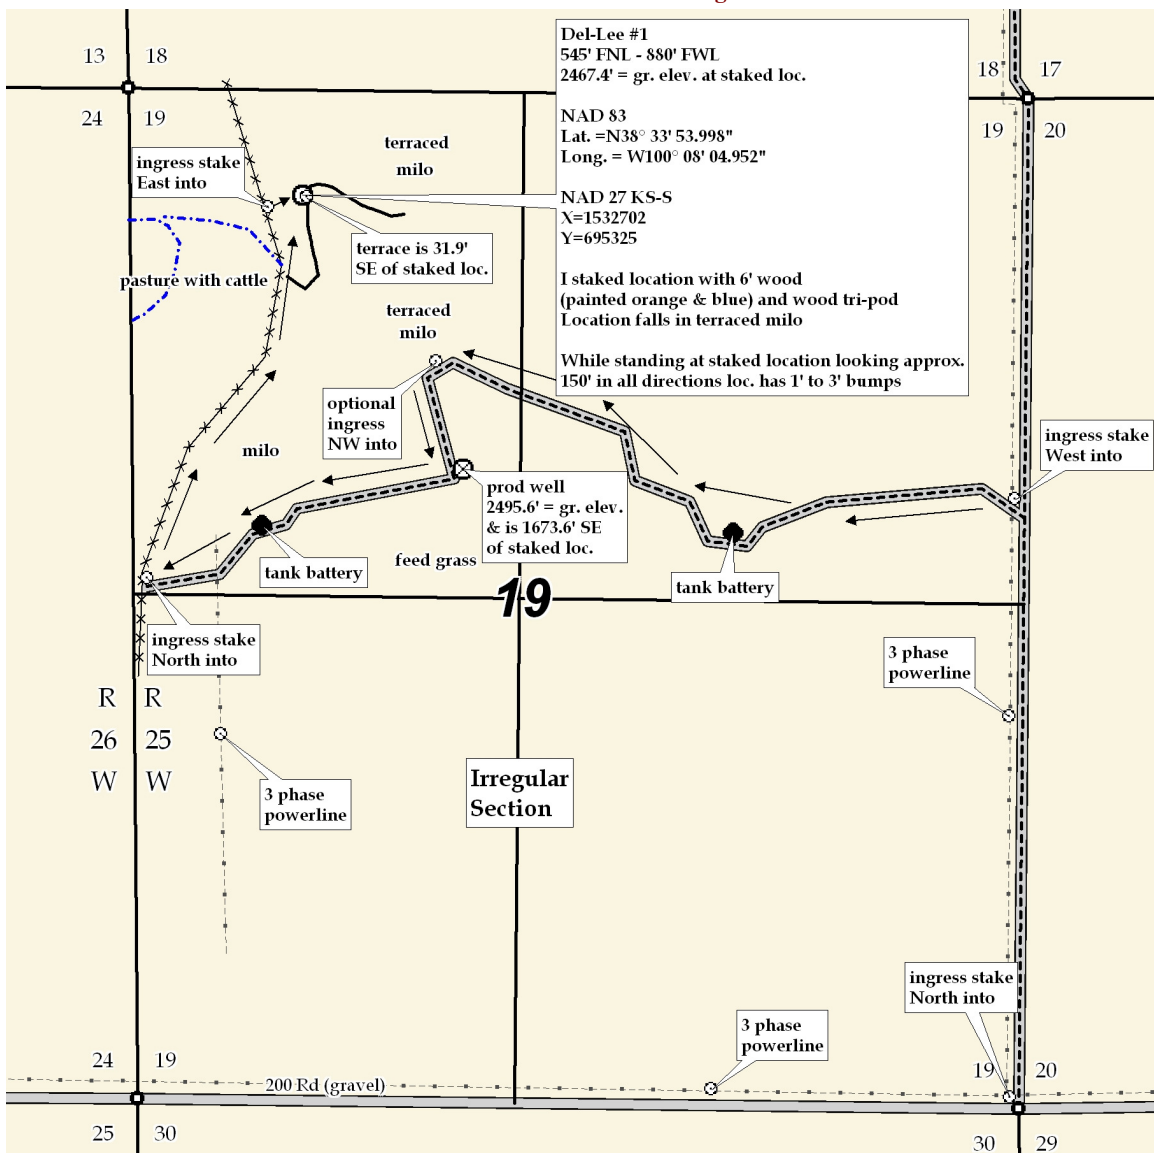 Del-Lee #1
545' FNL - 880' FWL
2467.4' = gr. elev. at staked loc.
NAD 83
Lat. =N38° 33' 53.998"
Long. = W100° 08' 04.952"
NAD 27 KS-S
X=1532702
Y=695325
I staked location with 6' wood
(painted orange & blue) and wood tri-pod
Location falls in terraced milo
While standing at staked location looking approx.
150' in all directions loc. has 1' to 3' bumps
13 18
24 19
18 17
19 20
terraced
milo
ingress stake
East into
terrace is 31.9'
SE of staked loc.
pasture with cattle
terraced
milo
optional
ingress
NW into
milo
ingress stake
West into
prod well
2495.6' = gr. elev.
& is 1673.6' SE
of staked loc.
tank battery
feed grass
tank battery
19
ingress stake
North into
3 phase
powerline
R R
26 25
W W
3 phase
powerline
Irregular
Section
ingress stake
North into
3 phase
powerline
24 19
200 Rd (gravel)
19 20
25 30
30 29